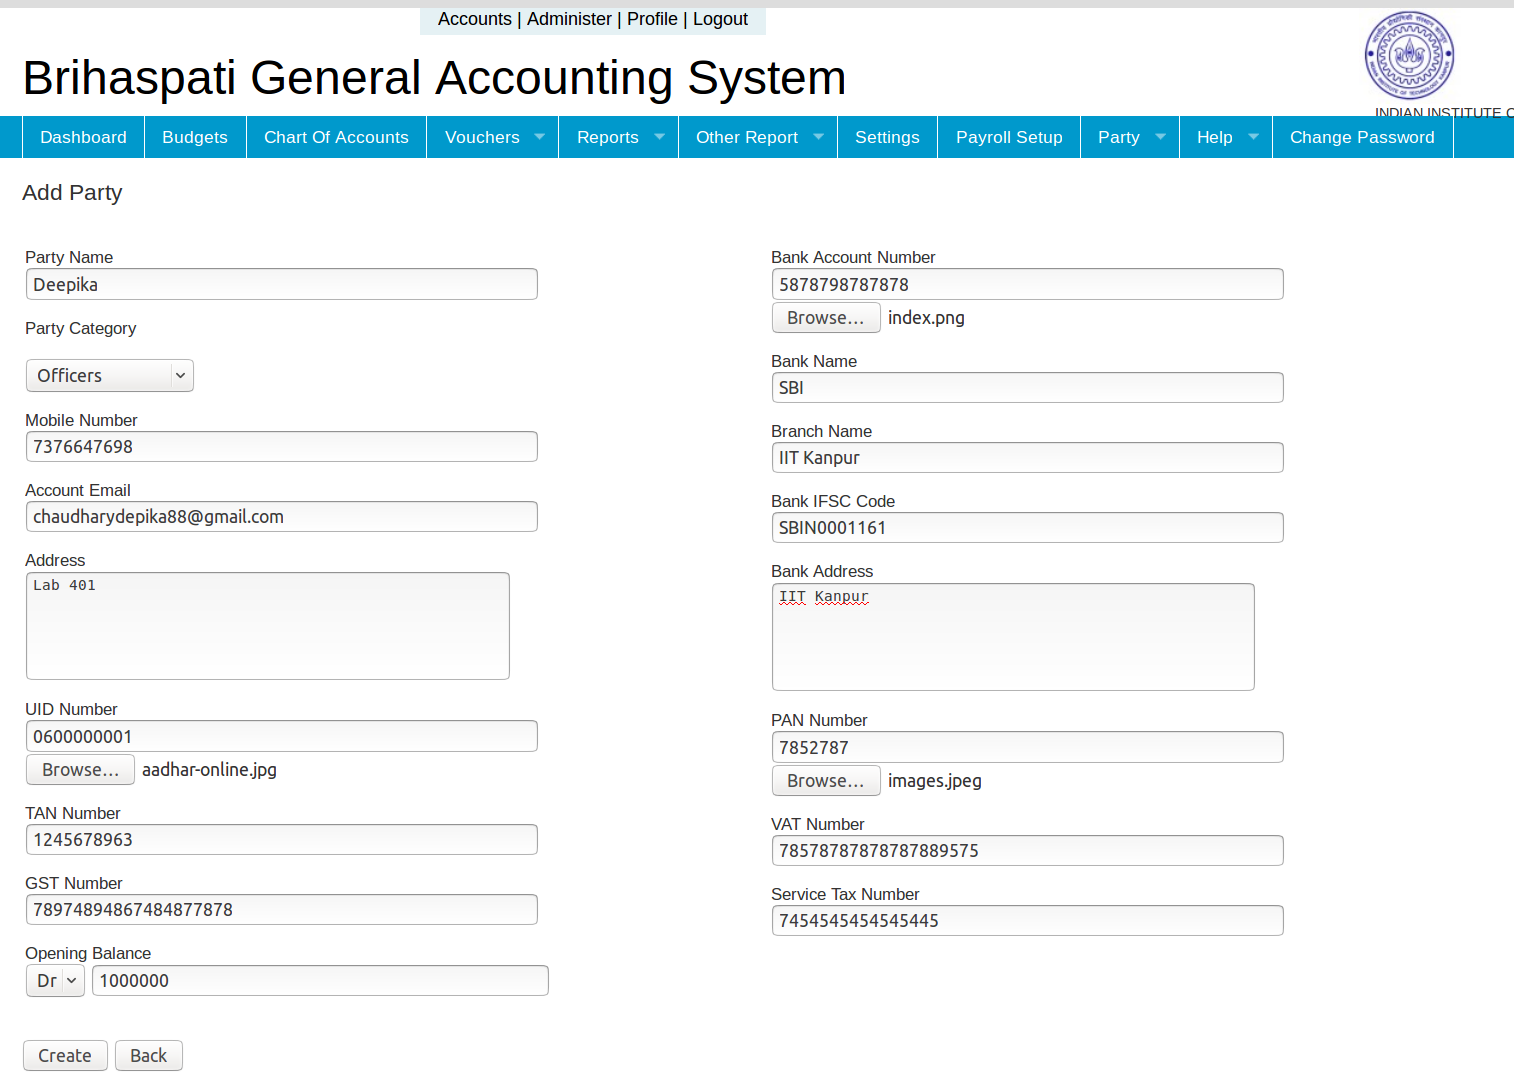 Accounts | Administer | Profile | Logout
Brihaspati General Accounting System
INDIAN INSTITUTE
Dashboard Budgets Chart Of Accounts Vouchers Reports Other Report Settings Payroll Setup Party Help Change Password
Add Party
Party Name
Deepika
Party Category
Officers
Mobile Number
7376647698
Account Email
chaudharydepika88@gmail.com
Address
Lab 401
UID Number
0600000001
Browse... aadhar-online.jpg
TAN Number
1245678963
GST Number
78974894867484877878
Opening Balance
Dr 1000000
Bank Account Number
5878798787878
Browse... index.png
Bank Name
SBI
Branch Name
IIT Kanpur
Bank IFSC Code
SBIN0001161
Bank Address
IIT Kanpur
PAN Number
7852787
Browse... images.jpeg
VAT Number
78578787878787889575
Service Tax Number
7454545454545445
Create Back